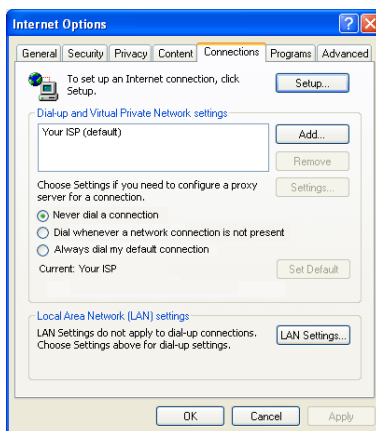 Internet Options
General Security Privacy Content Connections Programs Advanced
To set up an Internet connection, click
Setup.
Setup...
Dial-up and Virtual Private Network settings
Your ISP (default)
Add...
Remove
Choose Settings if you need to configure a proxy
server for a connection.
Settings...
Never dial a connection
Dial whenever a network connection is not present
Always dial my default connection
Current: Your ISP
Set Default
Local Area Network (LAN) settings
LAN Settings do not apply to dial-up connections.
Choose Settings above for dial-up settings.
LAN Settings...
OK Cancel Apply